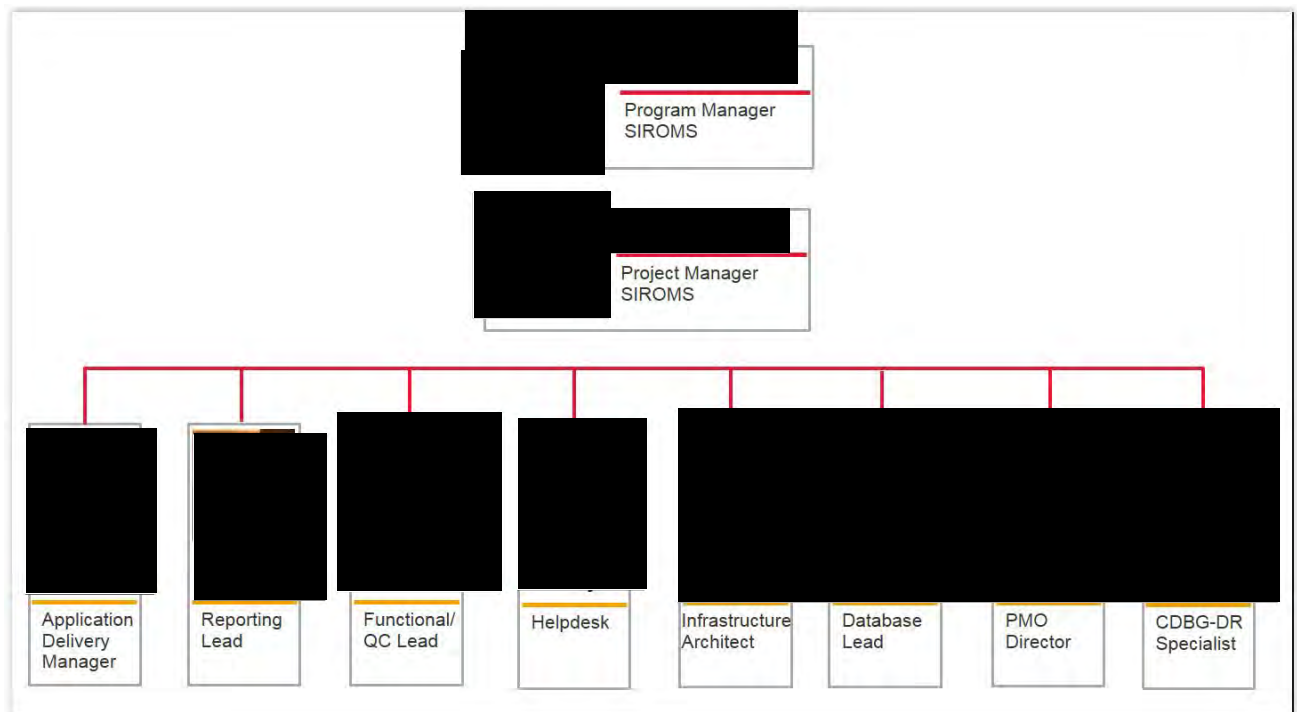 Program Manager
SIROMS
Project Manager
SIROMS
Application
Delivery
Manager
Reporting
Lead
Functional/
QC Lead
Helpdesk
Infrastructure
Architect
Database
Lead
PMO
Director
CDBG-DR
Specialist